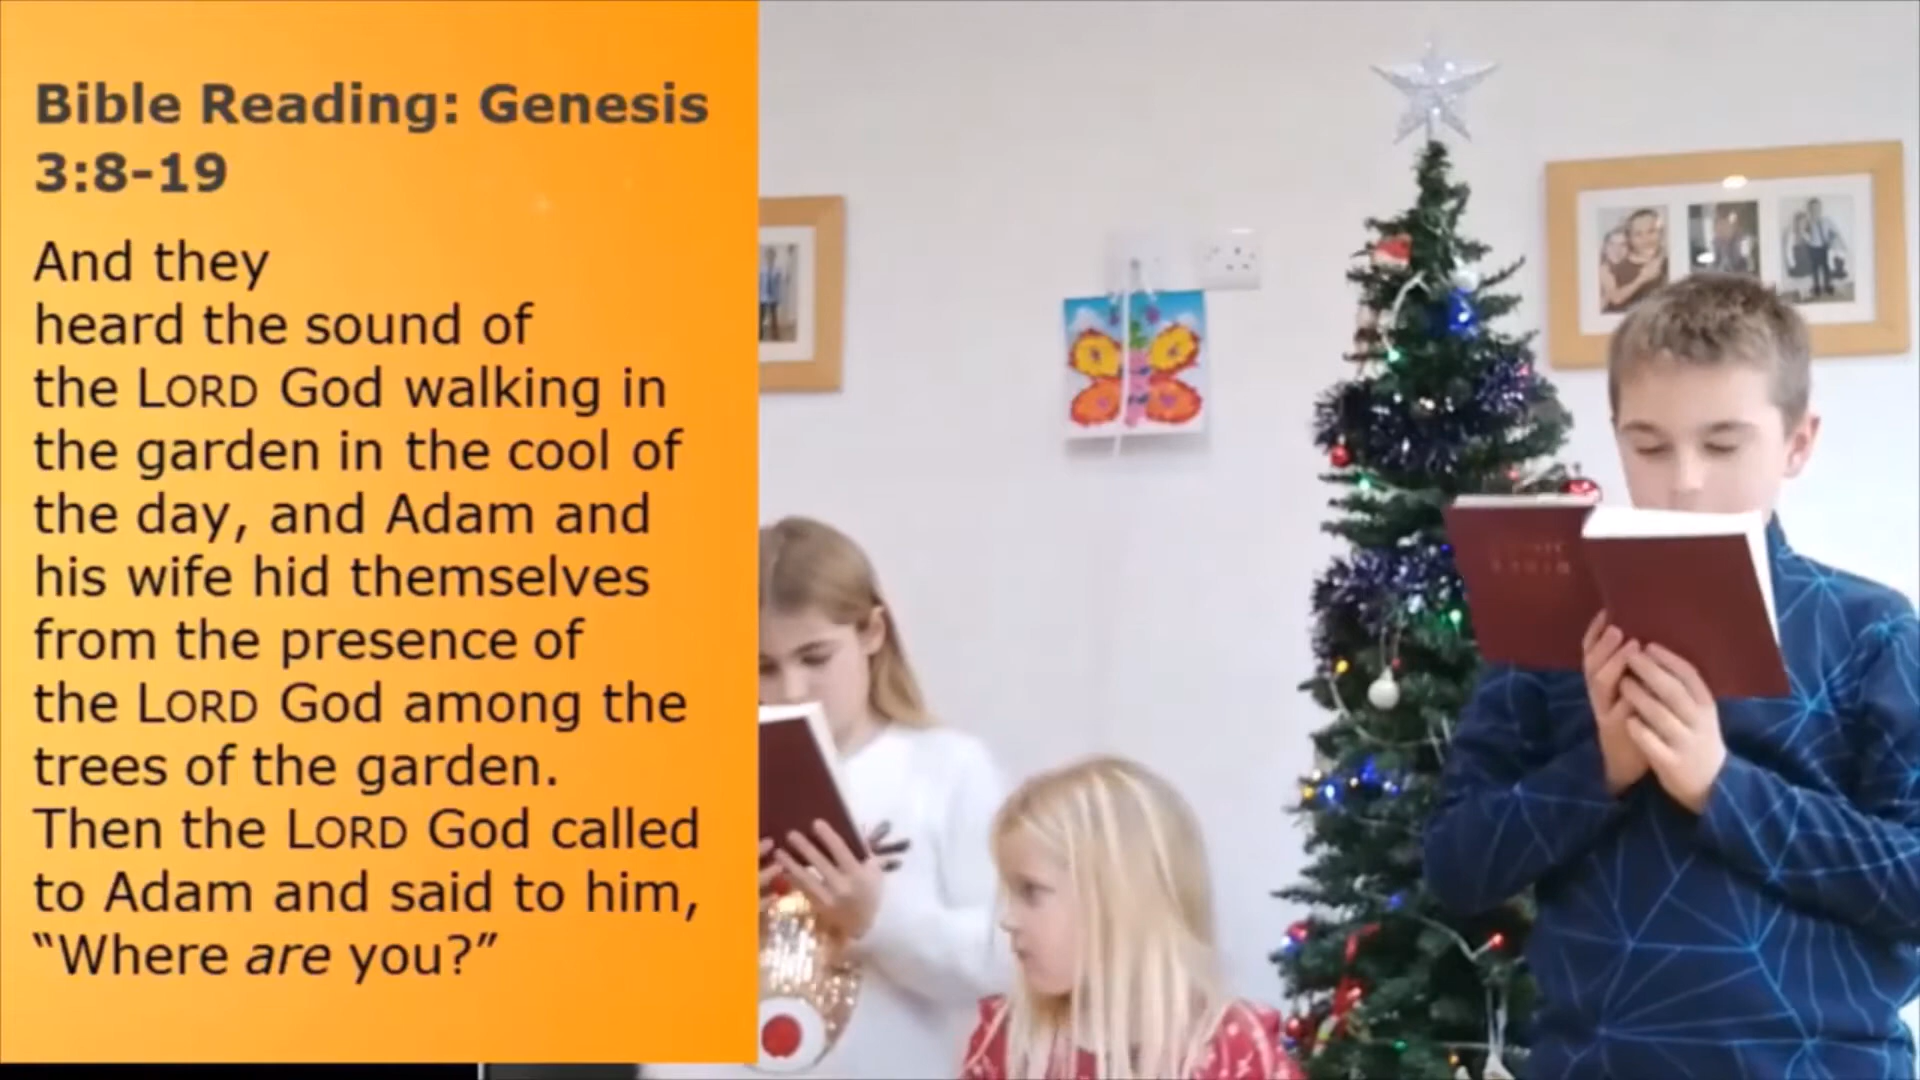 Bible Reading: Genesis
3:8-19
And they
heard the sound of
the LORD God walking in
the garden in the cool of
the day, and Adam and
his wife hid themselves
from the presence of
the LORD God among the
trees of the garden.
Then the LORD God called
to Adam and said to him,
“Where are you?”